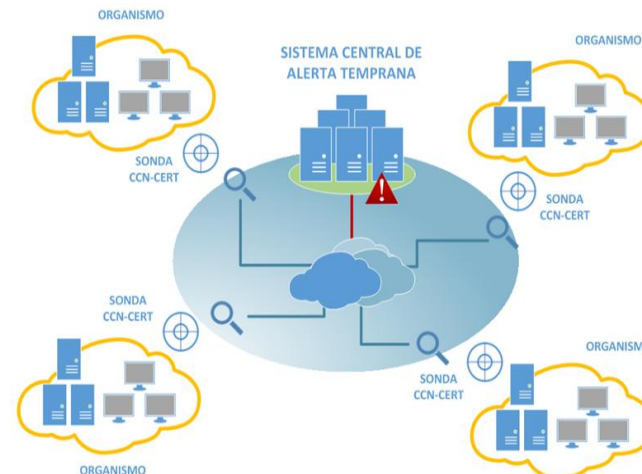 ORGANISMO
SISTEMA CENTRAL DE
ALERTA TEMPRANA
ORGANISMO
SONDA
CCN-CERT
SONDA
CCN-CERT
SONDA
CCN-CERT
SONDA
CCN-CERT
ORGANISMO
ORGANISMO